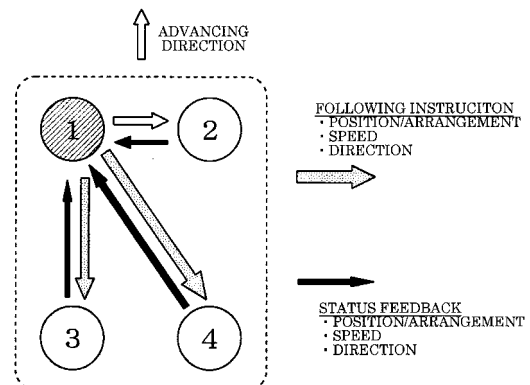 ADVANCING
DIRECTION
1
2
3
4
FOLLOWING INSTRUCITON
・POSITION/ARRANGEMENT
・SPEED
・DIRECTION
STATUS FEEDBACK
・POSITION/ARRANGEMENT
・SPEED
・DIRECTION